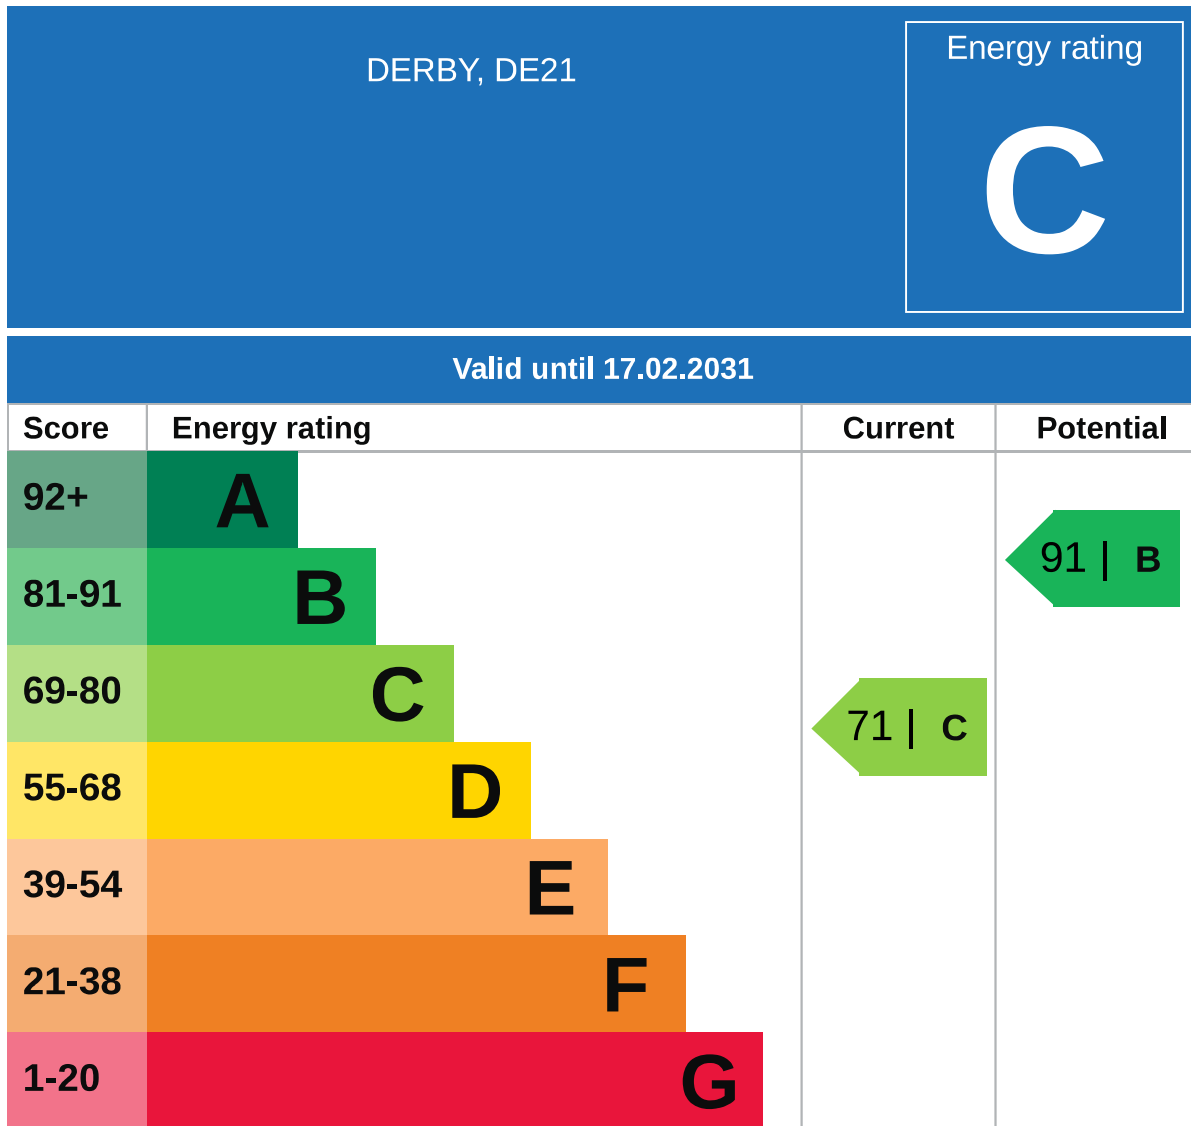 DERBY, DE21
Energy rating
C
Valid until 17.02.2031
Score Energy rating Current Potential
92+ A
81-91 B
91 | B
69-80 C
71 | C
55-68 D
39-54 E
21-38 F
1-20 G